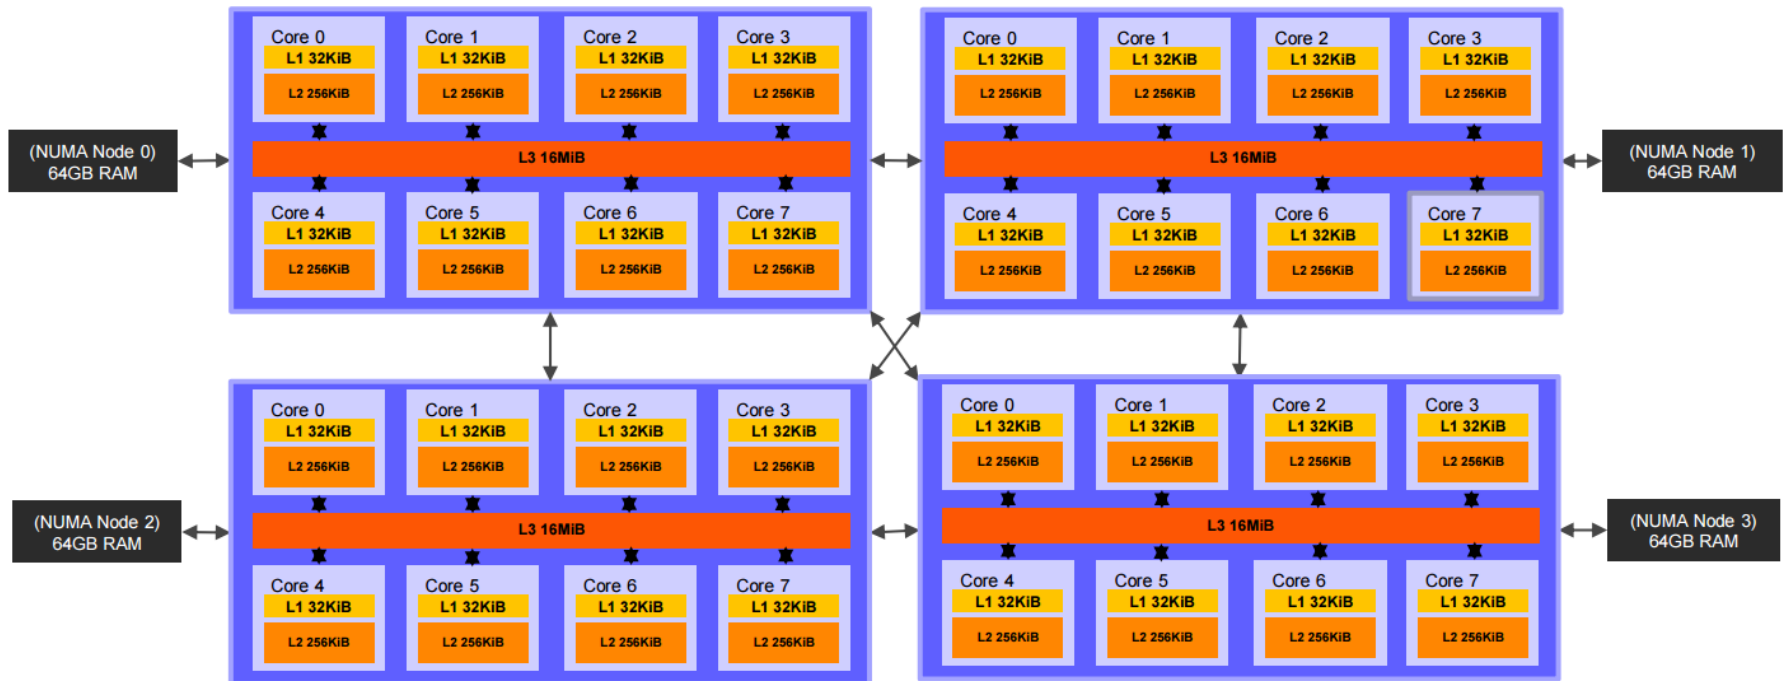 Core 0
L1 32KiB
L2 256KiB
Core 1
L1 32KiB
L2 256KiB
Core 2
L1 32KiB
L2 256KiB
Core 3
L1 32KiB
L2 256KiB
(NUMA Node 0)
64GB RAM
L3 16MiB
Core 4
L1 32KiB
L2 256KiB
Core 5
L1 32KiB
L2 256KiB
Core 6
L1 32KiB
L2 256KiB
Core 7
L1 32KiB
L2 256KiB
Core 0
L1 32KiB
L2 256KiB
Core 1
L1 32KiB
L2 256KiB
Core 2
L1 32KiB
L2 256KiB
Core 3
L1 32KiB
L2 256KiB
L3 16MiB
(NUMA Node 1)
64GB RAM
Core 4
L1 32KiB
L2 256KiB
Core 5
L1 32KiB
L2 256KiB
Core 6
L1 32KiB
L2 256KiB
Core 7
L1 32KiB
L2 256KiB
Core 0
L1 32KiB
L2 256KiB
Core 1
L1 32KiB
L2 256KiB
Core 2
L1 32KiB
L2 256KiB
Core 3
L1 32KiB
L2 256KiB
(NUMA Node 2)
64GB RAM
L3 16MiB
Core 4
L1 32KiB
L2 256KiB
Core 5
L1 32KiB
L2 256KiB
Core 6
L1 32KiB
L2 256KiB
Core 7
L1 32KiB
L2 256KiB
Core 0
L1 32KiB
L2 256KiB
Core 1
L1 32KiB
L2 256KiB
Core 2
L1 32KiB
L2 256KiB
Core 3
L1 32KiB
L2 256KiB
L3 16MiB
(NUMA Node 3)
64GB RAM
Core 4
L1 32KiB
L2 256KiB
Core 5
L1 32KiB
L2 256KiB
Core 6
L1 32KiB
L2 256KiB
Core 7
L1 32KiB
L2 256KiB